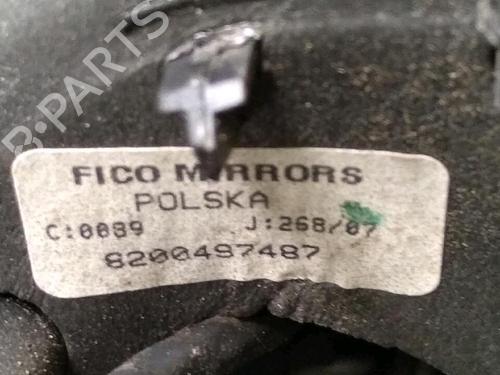 B-PARTS
FICO MIRRORS
POLSKA
C:0089 J:268/07
8200497487